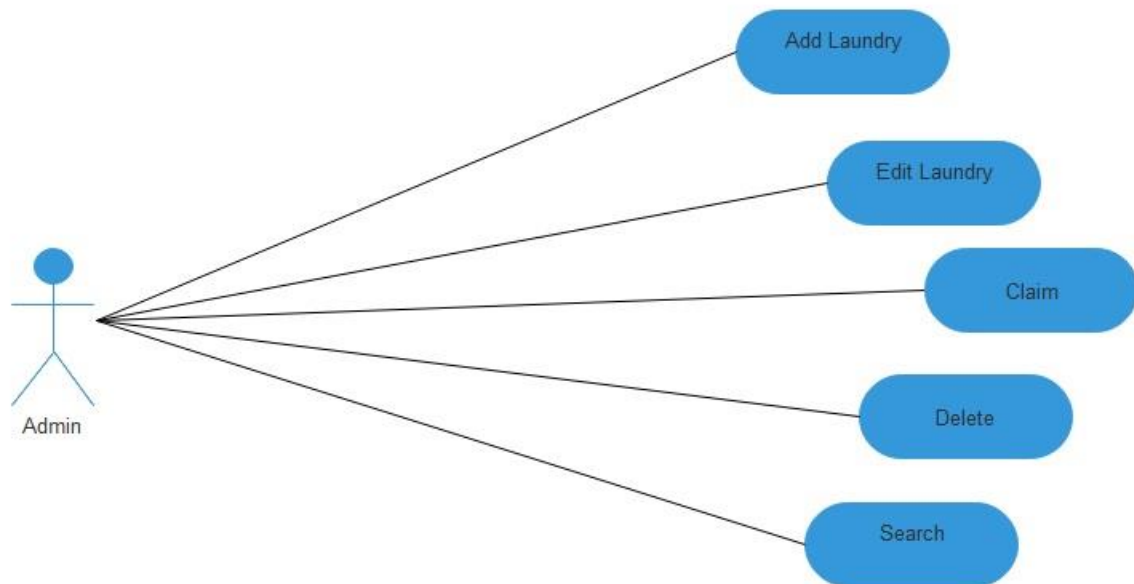 Add Laundry
Edit Laundry
Claim
Admin
Delete
Search